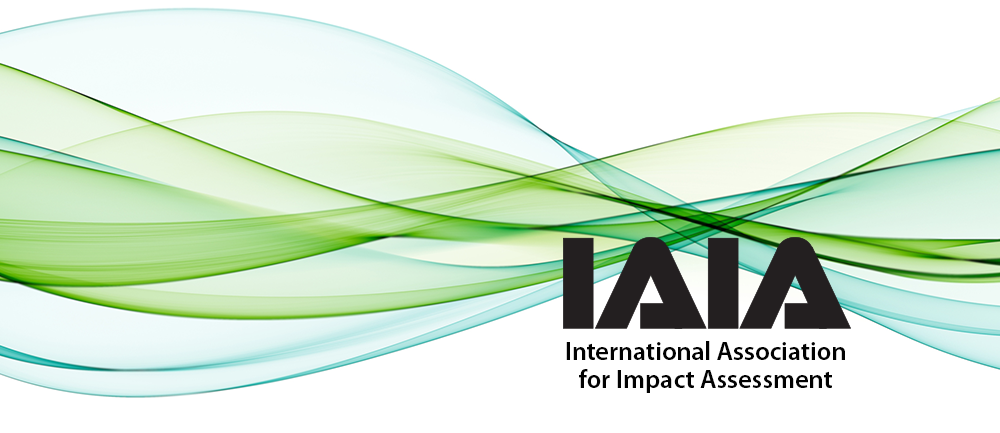 IAIA
International Association
for Impact Assessment